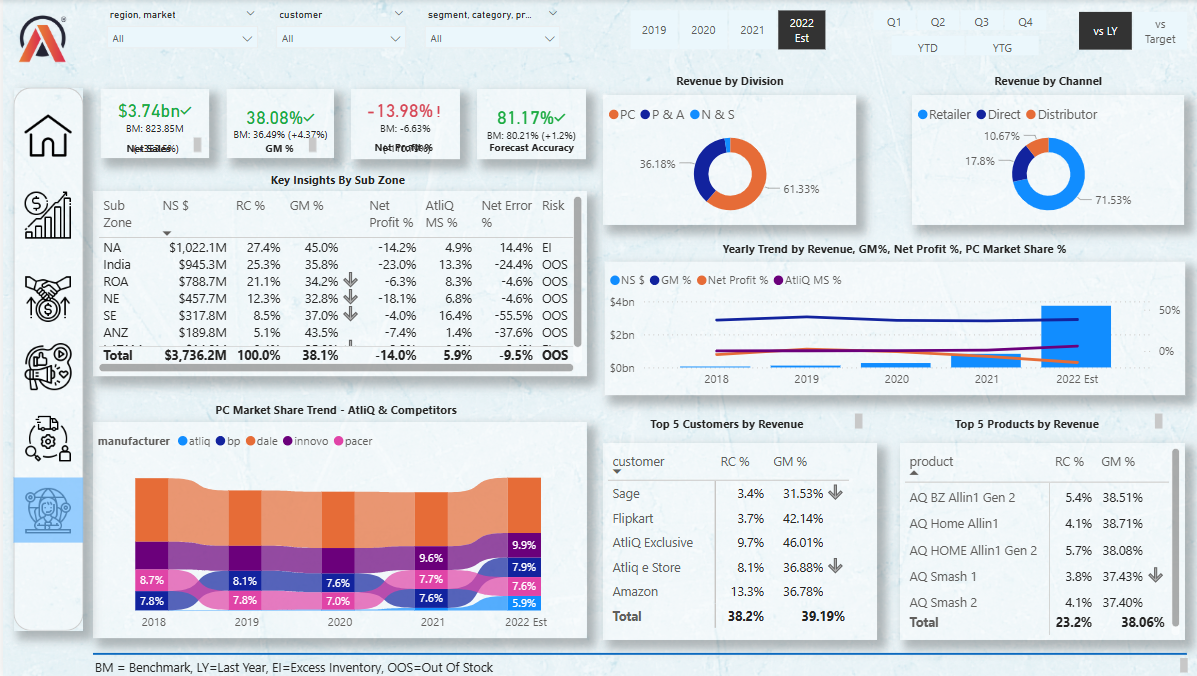 region, market
customer
segment, category, pr...
All
All
All
2019
2020
2021
2022
Est
Q1
Q2
Q3
Q4
YTD
YTG
vs LY
vs
Target
$3.74bn
BM: 823.85M
Net Sales
38.08%
BM: 36.49% (+4.37%)
GM %
-13.98% !
BM: -6.63%
Net Profit %
81.17%
BM: 80.21% (+1.2%)
Forecast Accuracy
Key Insights By Sub Zone
Sub Zone NS $ RC % GM % Net Profit % AtliQ MS % Net Error % Risk
NA $1,022.1M 27.4% 45.0% -14.2% 4.9% 14.4% EI
India $945.3M 25.3% 35.8% -23.0% 13.3% -24.4% OOS
ROA $788.7M 21.1% 34.2% -6.3% 8.3% -4.6% OOS
NE $457.7M 12.3% 32.8% -18.1% 6.8% -4.6% OOS
SE $317.8M 8.5% 37.0% -4.0% 16.4% -55.5% OOS
ANZ $189.8M 5.1% 43.5% -7.4% 1.4% -37.6% OOS
Total $3,736.2M 100.0% 38.1% -14.0% 5.9% -9.5% OOS
Revenue by Division
PC P & A N & S
36.18%
61.33%
Revenue by Channel
Retailer Direct Distributor
10.67%
17.8%
71.53%
Yearly Trend by Revenue, GM%, Net Profit %, PC Market Share %
NS $ GM % Net Profit % AtliQ MS %
$4bn
50%
$2bn
0%
$0bn
2018 2019 2020 2021 2022 Est
PC Market Share Trend - AtliQ & Competitors
manufacturer atliq bp dale innovo pacer
9.9%
9.6%
7.9%
8.7% 8.1% 7.6% 7.7% 7.6%
7.8% 7.8% 7.0% 7.6% 5.9%
2018 2019 2020 2021 2022 Est
Top 5 Customers by Revenue
customer RC % GM %
Sage 3.4% 31.53%
Flipkart 3.7% 42.14%
AtliQ Exclusive 9.7% 46.01%
Atliq e Store 8.1% 36.88%
Amazon 13.3% 36.78%
Total 38.2% 39.19%
Top 5 Products by Revenue
product RC % GM %
AQ BZ Allin1 Gen 2 5.4% 38.51%
AQ Home Allin1 4.1% 38.71%
AQ HOME Allin1 Gen 2 5.7% 38.08%
AQ Smash 1 3.8% 37.43%
AQ Smash 2 4.1% 37.40%
Total 23.2% 38.06%
BM = Benchmark, LY=Last Year, EI=Excess Inventory, OOS=Out Of Stock